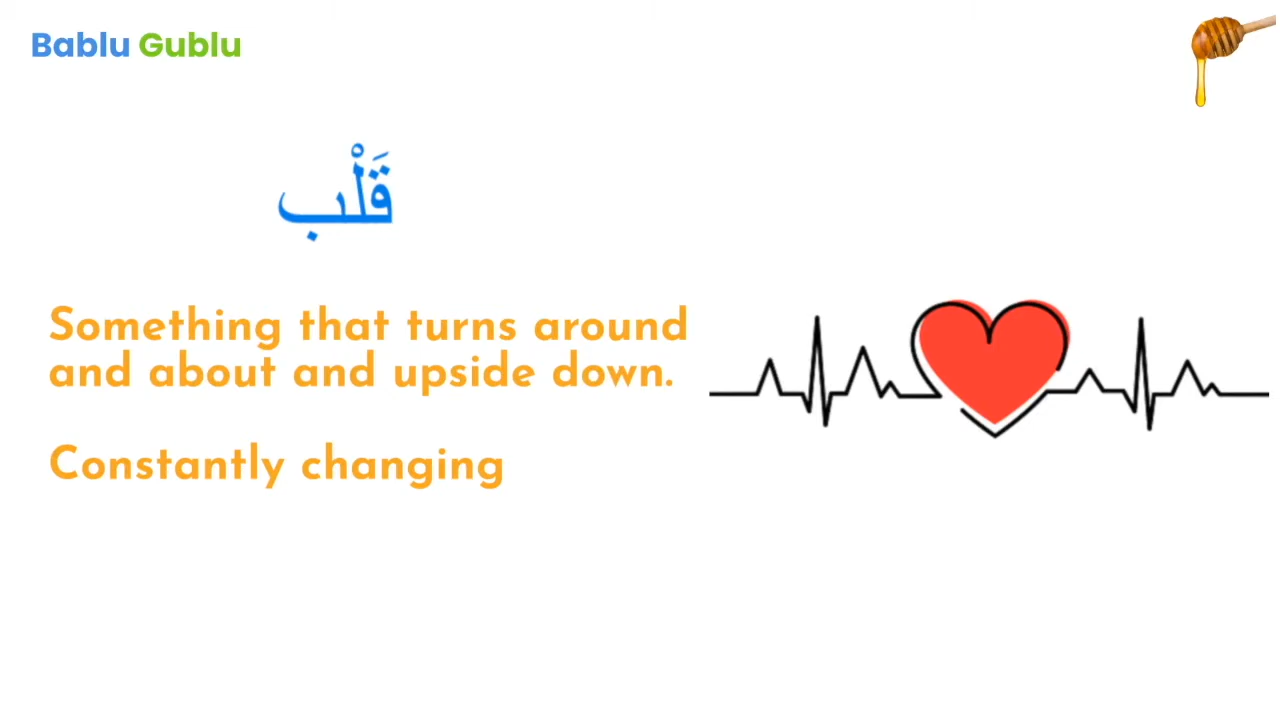 Bablu Gublu
قَلْب
Something that turns around
and about and upside down.
Constantly changing